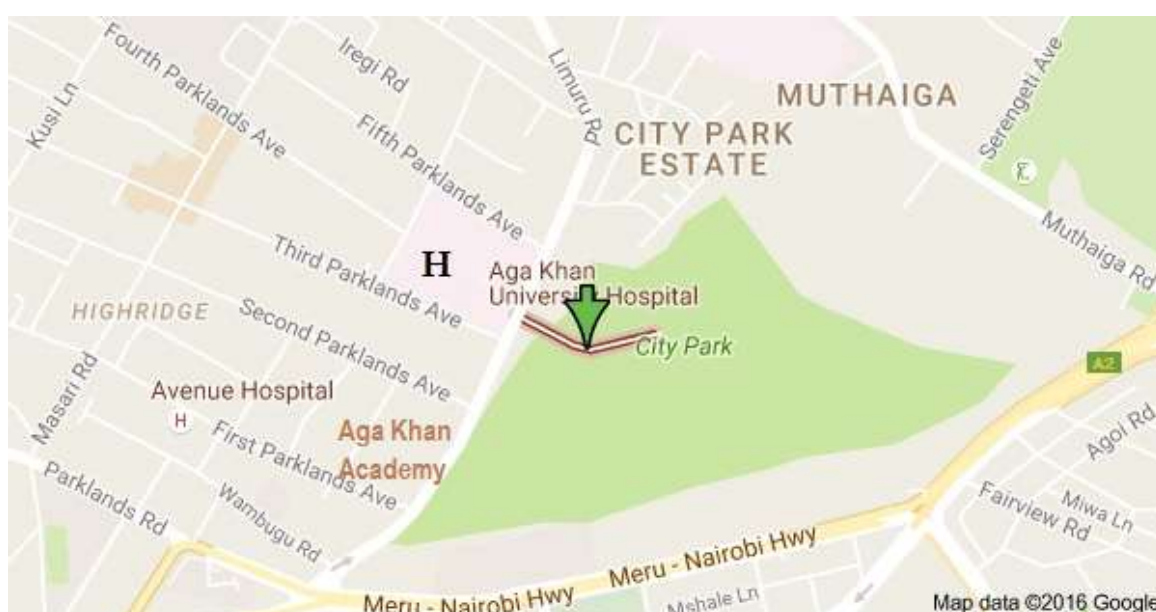 Fourth Parklands Ave
Iregi Rd
Limuru Rd
Kusi Ln
Fifth Parklands Ave
MUTHAIGA
Serengeti Ave
CITY PARK
ESTATE
Muthaiga Rd
H
Aga Khan
University Hospital
Third Parklands Ave
HIGHRIDGE
Second Parklands Ave
City Park
A2
Masari Rd
Avenue Hospital
H
First Parklands Ave
Aga Khan
Academy
Agoi Rd
Parklands Rd
Wambugu Rd
Miwa Ln
Fairview Rd
Meru - Nairobi Hwy
Meru - Nairobi Hwy
Mshale Ln
Map data ©2016 Google